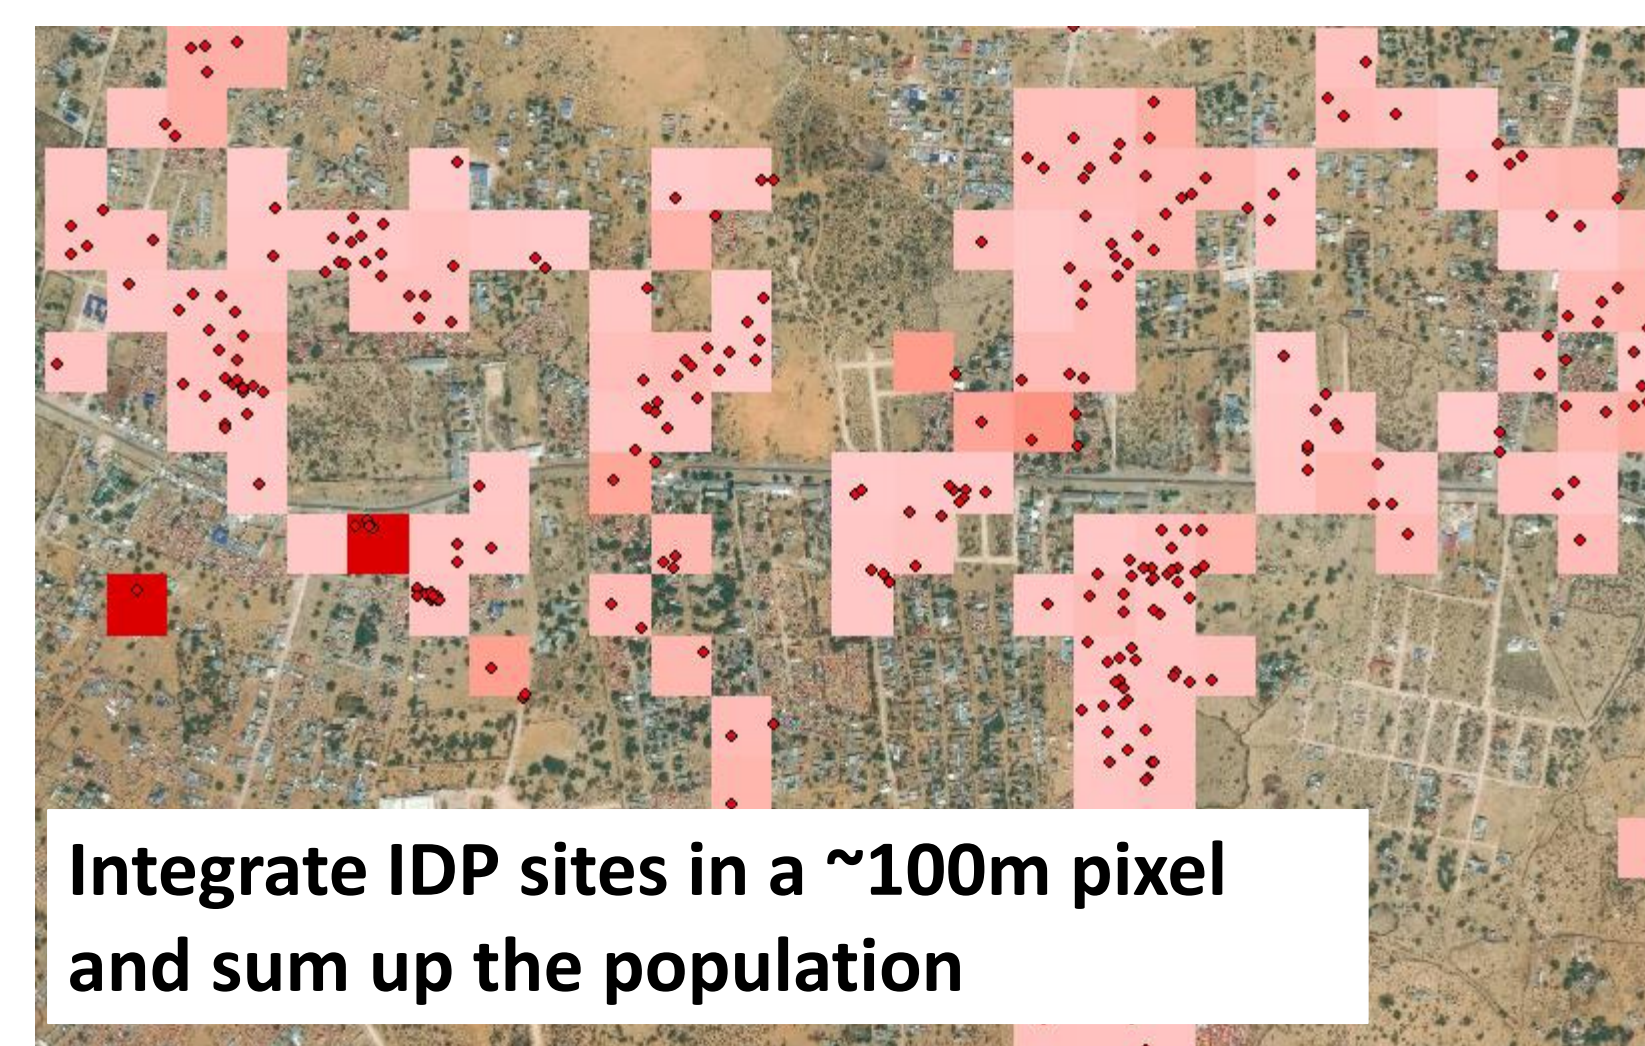 Integrate IDP sites in a ~100m pixel
and sum up the population